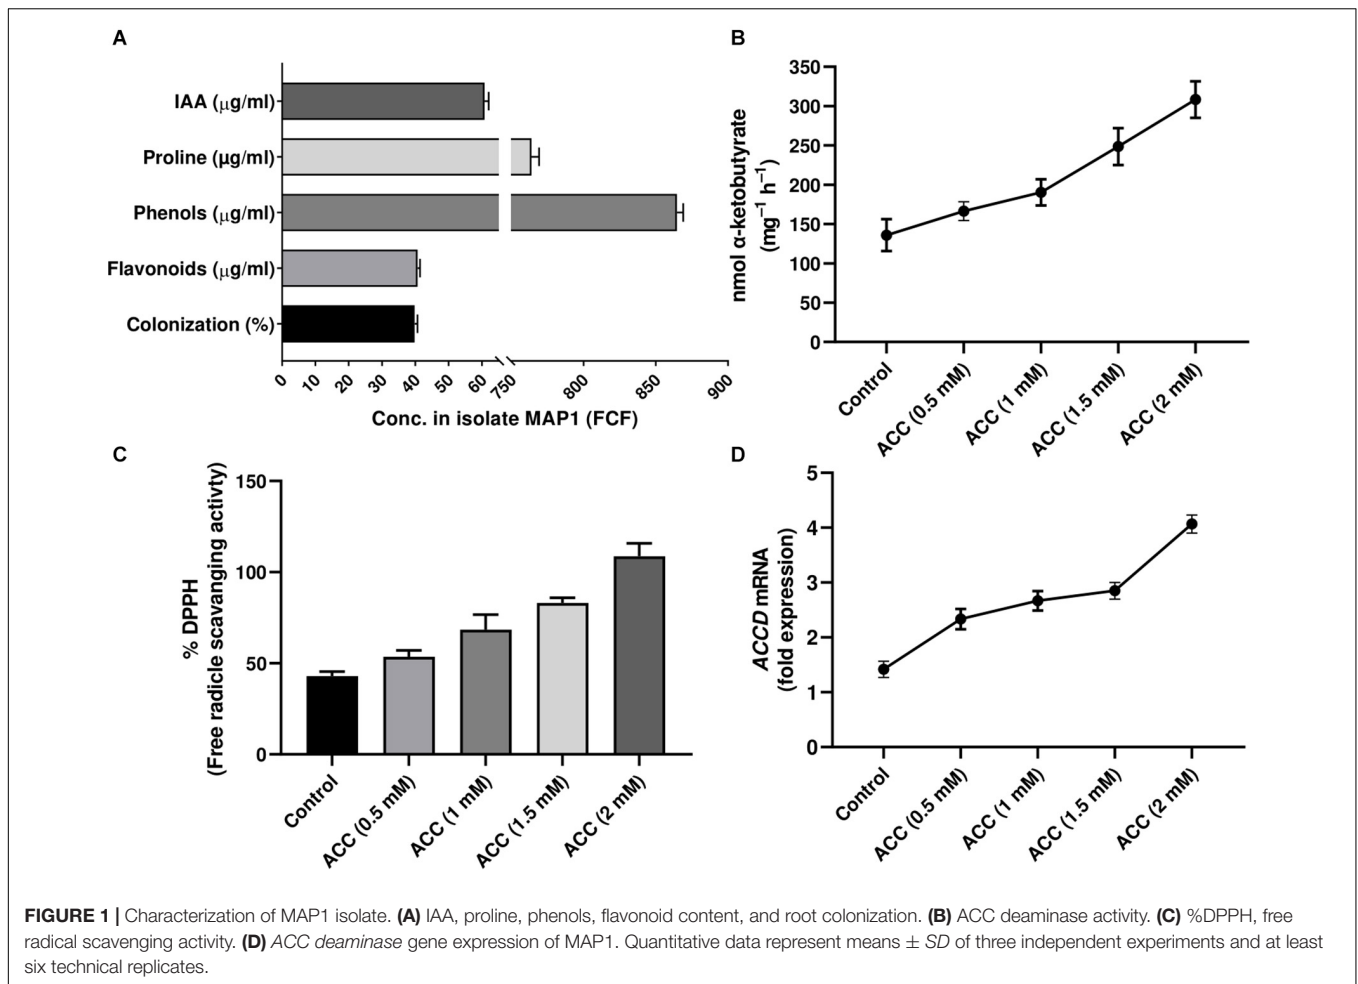 A
IAA (μg/ml)
Proline (μg/ml)
Phenols (μg/ml)
Flavonoids (μg/ml)
Colonization (%)
0 10 20 30 40 50 60 750 800 850 900
Conc. in isolate MAP1 (FCF)
B
nmol α-ketobutyrate
(mg⁻¹ h⁻¹)
350
300
250
200
150
100
50
0
Control
ACC (0.5 mM)
ACC (1 mM)
ACC (1.5 mM)
ACC (2 mM)
C
% DPPH
(Free radicle scavanging activty)
150
100
50
0
Control
ACC (0.5 mM)
ACC (1 mM)
ACC (1.5 mM)
ACC (2 mM)
D
ACCD mRNA
(fold expression)
5
4
3
2
1
0
Control
ACC (0.5 mM)
ACC (1 mM)
ACC (1.5 mM)
ACC (2 mM)
FIGURE 1 | Characterization of MAP1 isolate. (A) IAA, proline, phenols, flavonoid content, and root colonization. (B) ACC deaminase activity. (C) %DPPH, free
radical scavenging activity. (D) ACC deaminase gene expression of MAP1. Quantitative data represent means ± SD of three independent experiments and at least
six technical replicates.